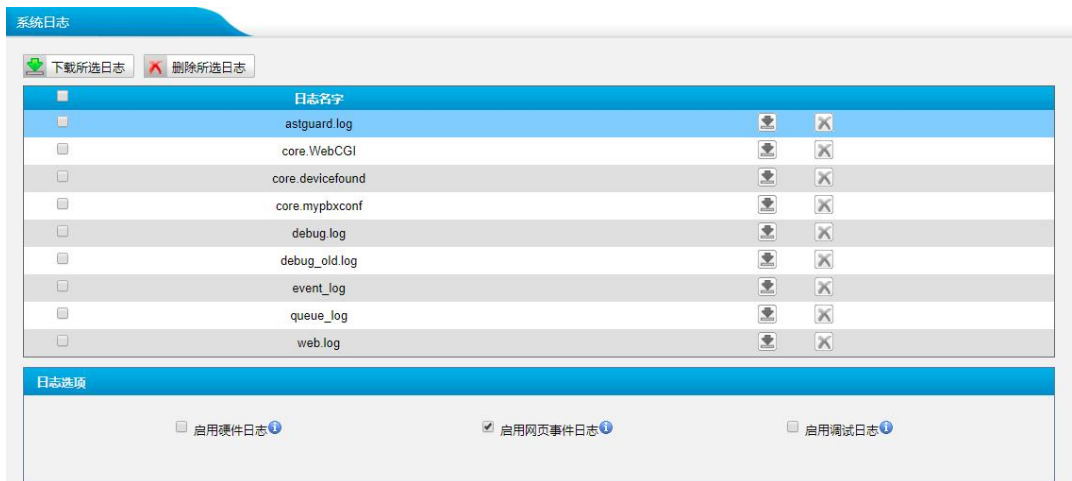 系统日志
下载所选日志 删除所选日志
日志名字
astguard.log
core.WebCGI
core.devicefound
core.mypbxconf
debug.log
debug_old.log
event_log
queue_log
web.log
日志选项
启用硬件日志 启用网页事件日志 启用调试日志